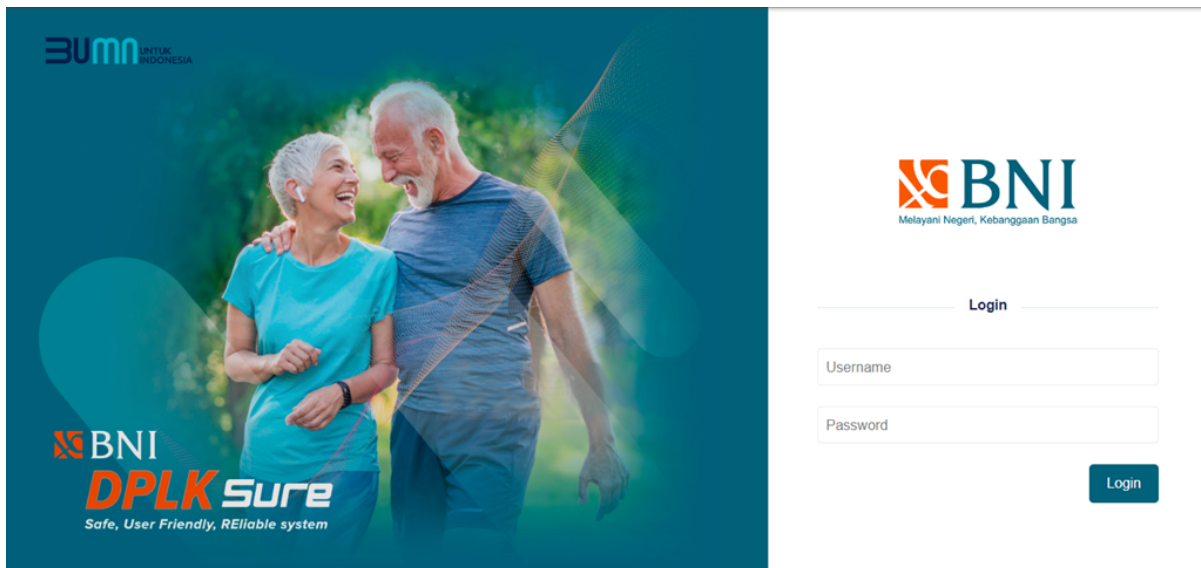 BUMN UNTUK
INDONESIA
BNI
DPLK Sure
Safe, User Friendly, REliable system
BNI
Melayani Negeri, Kebanggaan Bangsa
Login
Username
Password
Login